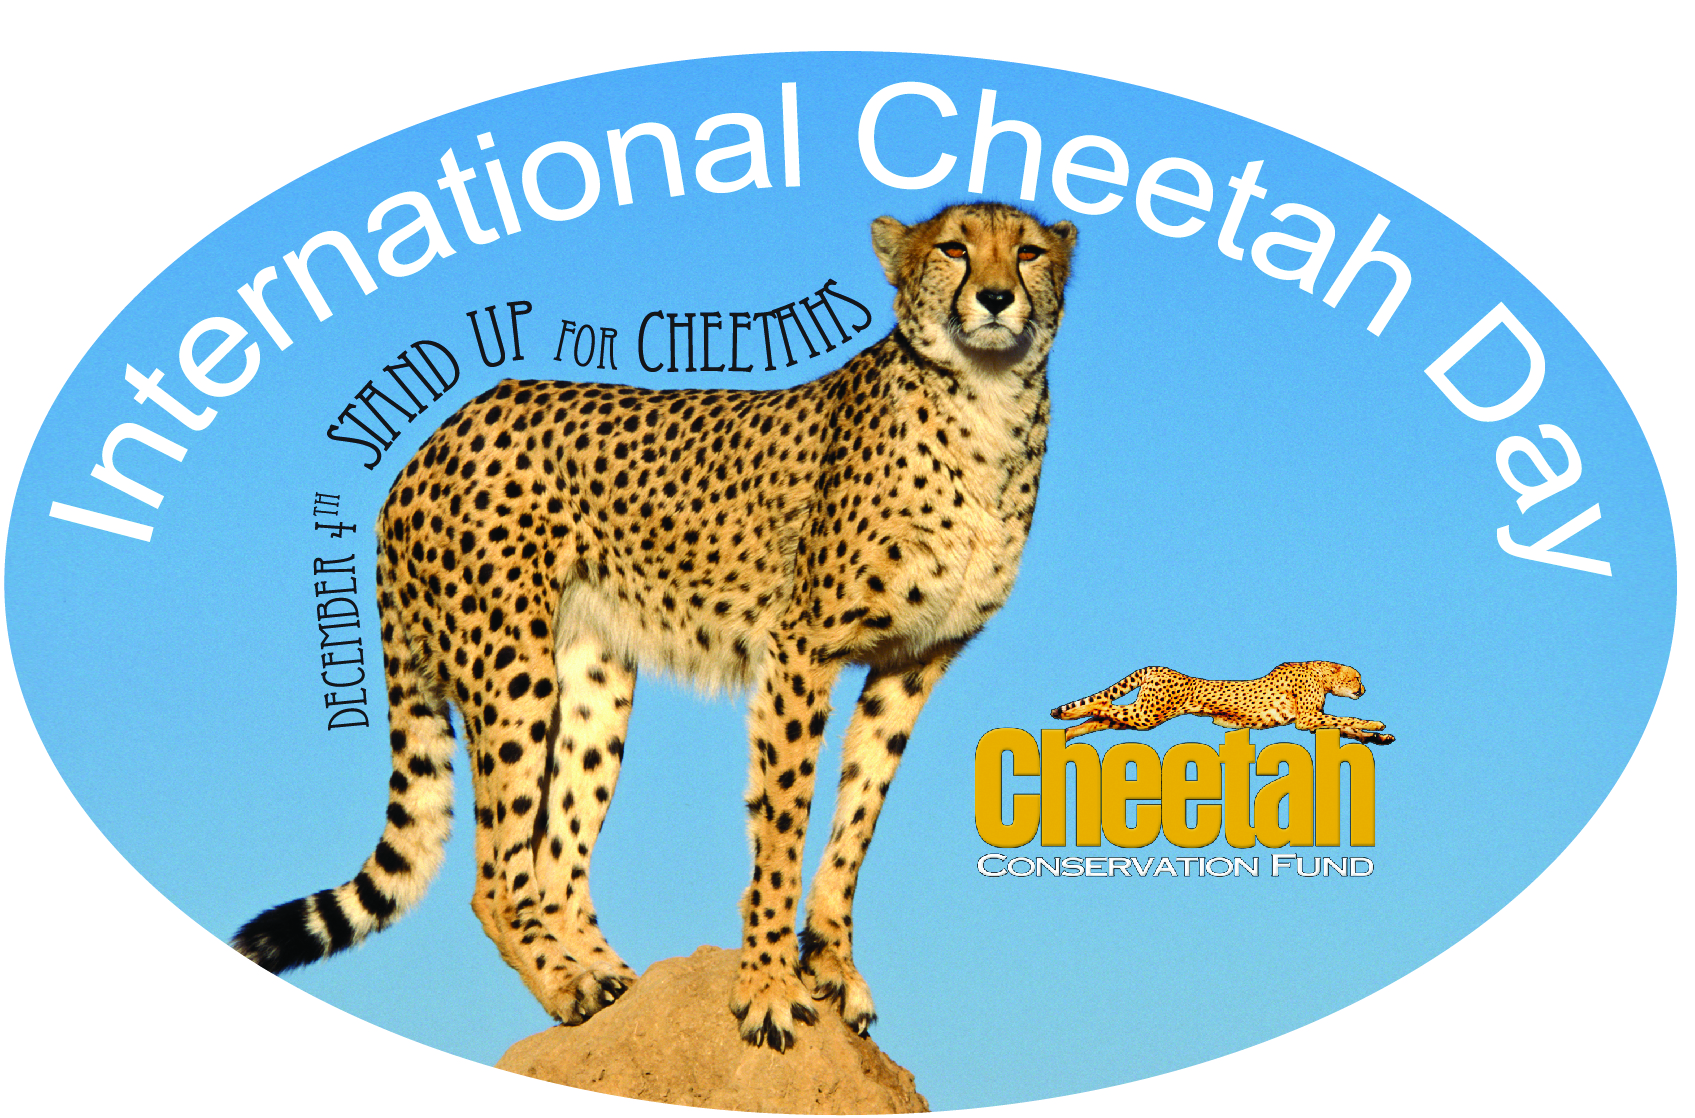 International Cheetah Day
DECEMBER 4TH STAND UP FOR CHEETAHS
Cheetah
CONSERVATION FUND